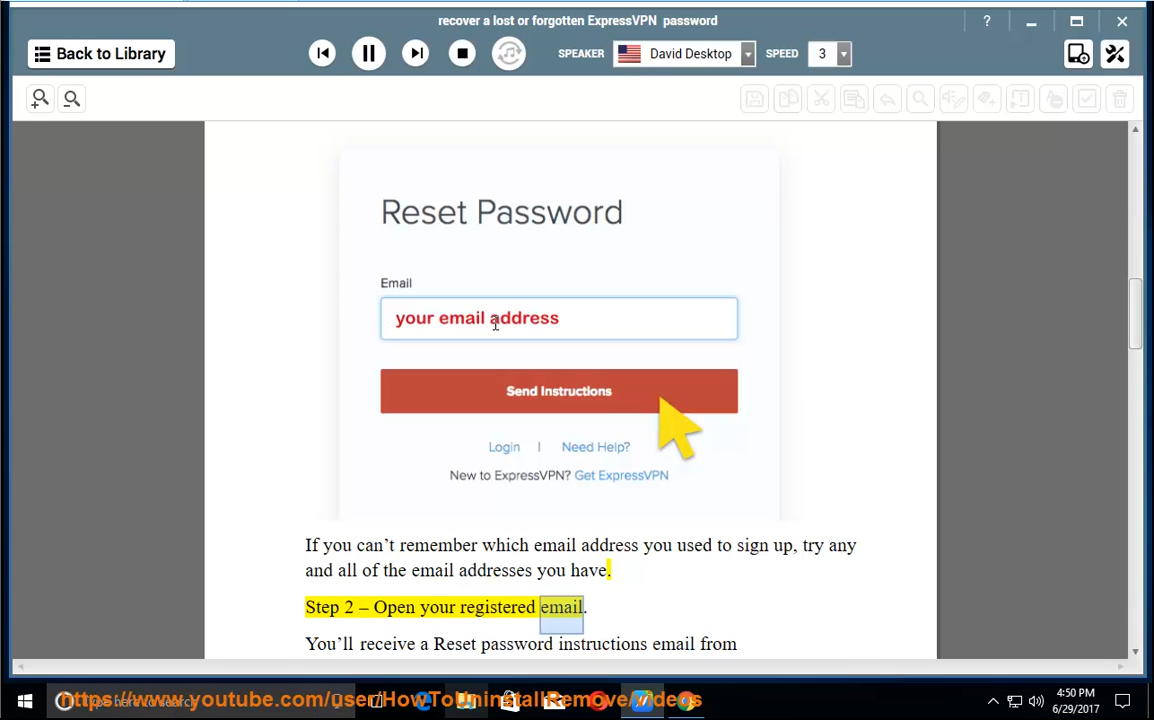 recover a lost or forgotten ExpressVPN password
?
Back to Library
SPEAKER
David Desktop
SPEED
3
Reset Password
Email
your email address
Send Instructions
Login | Need Help?
New to ExpressVPN? Get ExpressVPN
If you can’t remember which email address you used to sign up, try any
and all of the email addresses you have.
Step 2 – Open your registered email.
You’ll receive a Reset password instructions email from
https://www.youtube.com/user/HowToUninstallRemove/videos
4:50 PM
6/29/2017